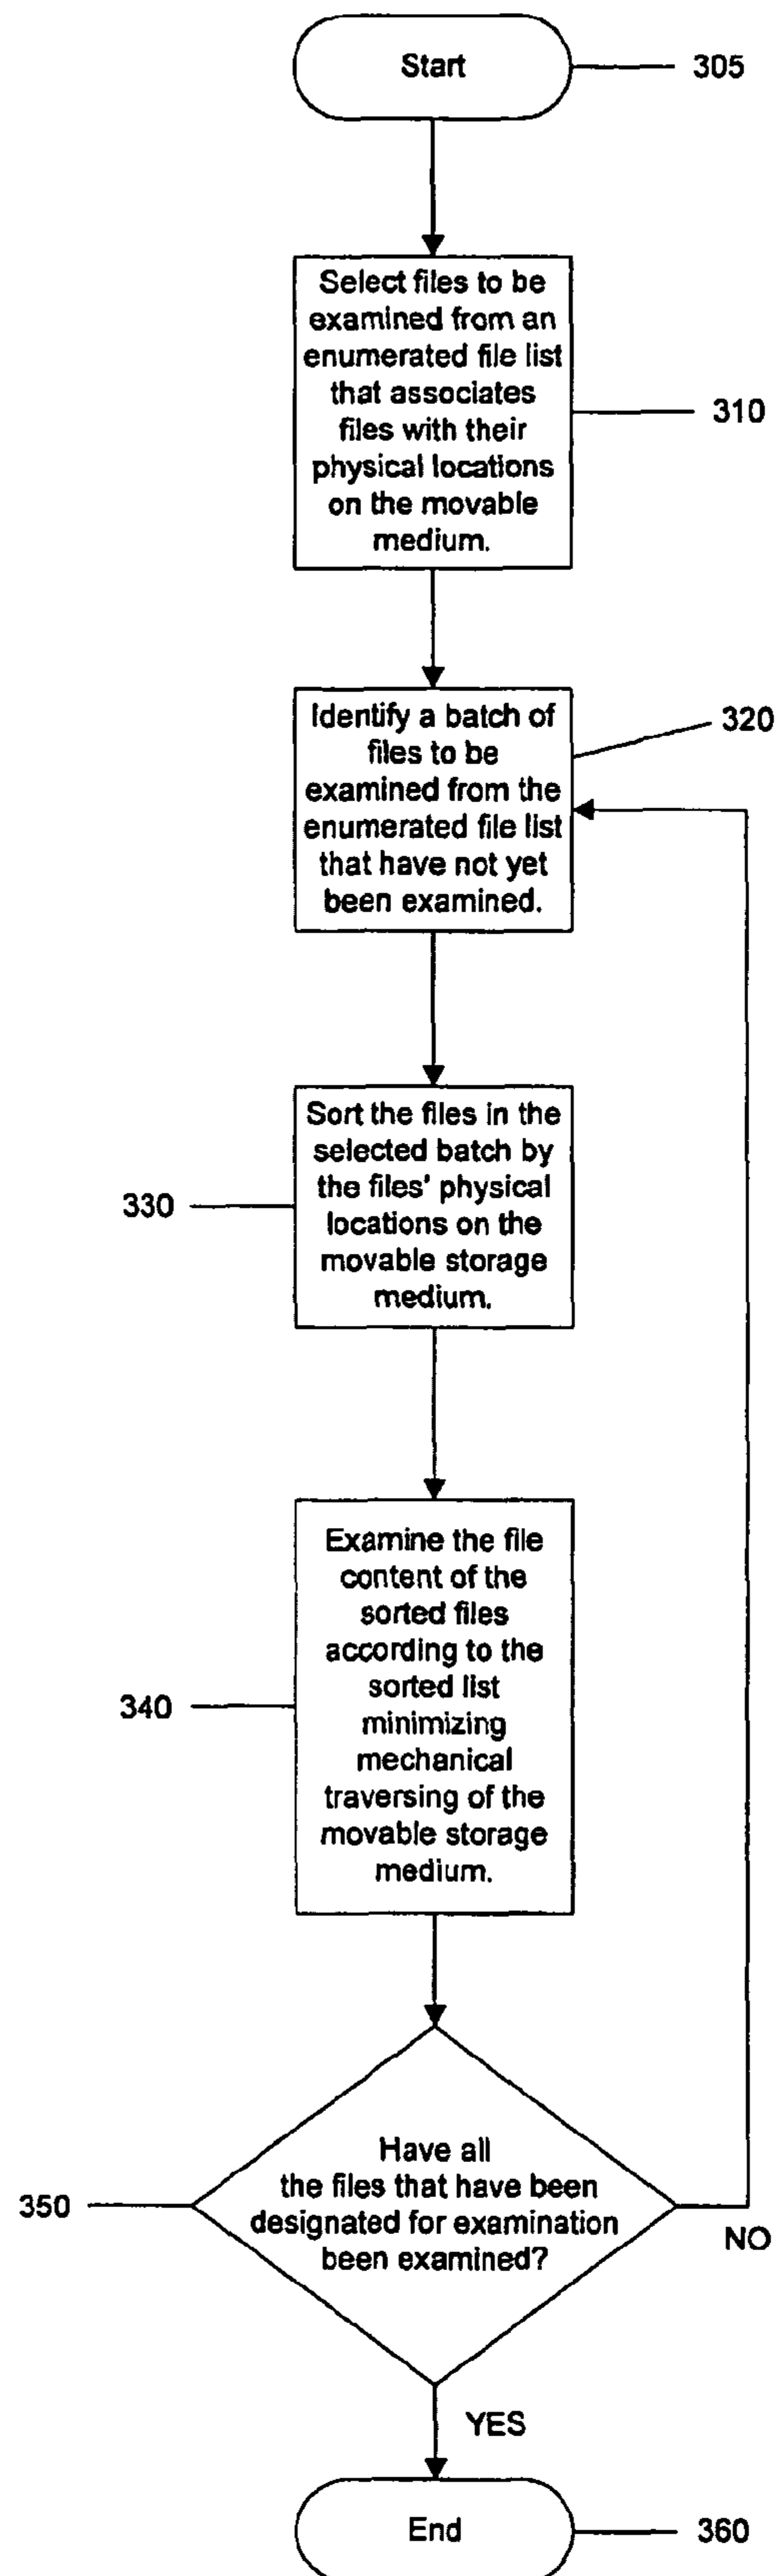 Start
305
Select files to be
examined from an
enumerated file list
that associates
files with their
physical locations
on the movable
medium.
310
Identify a batch of
files to be
examined from the
enumerated file list
that have not yet
been examined.
320
Sort the files in the
selected batch by
the files' physical
locations on the
movable storage
medium.
330
Examine the file
content of the
sorted files
according to the
sorted list
minimizing
mechanical
traversing of the
movable storage
medium.
340
Have all
the files that have been
designated for examination
been examined?
350
NO
YES
End
360